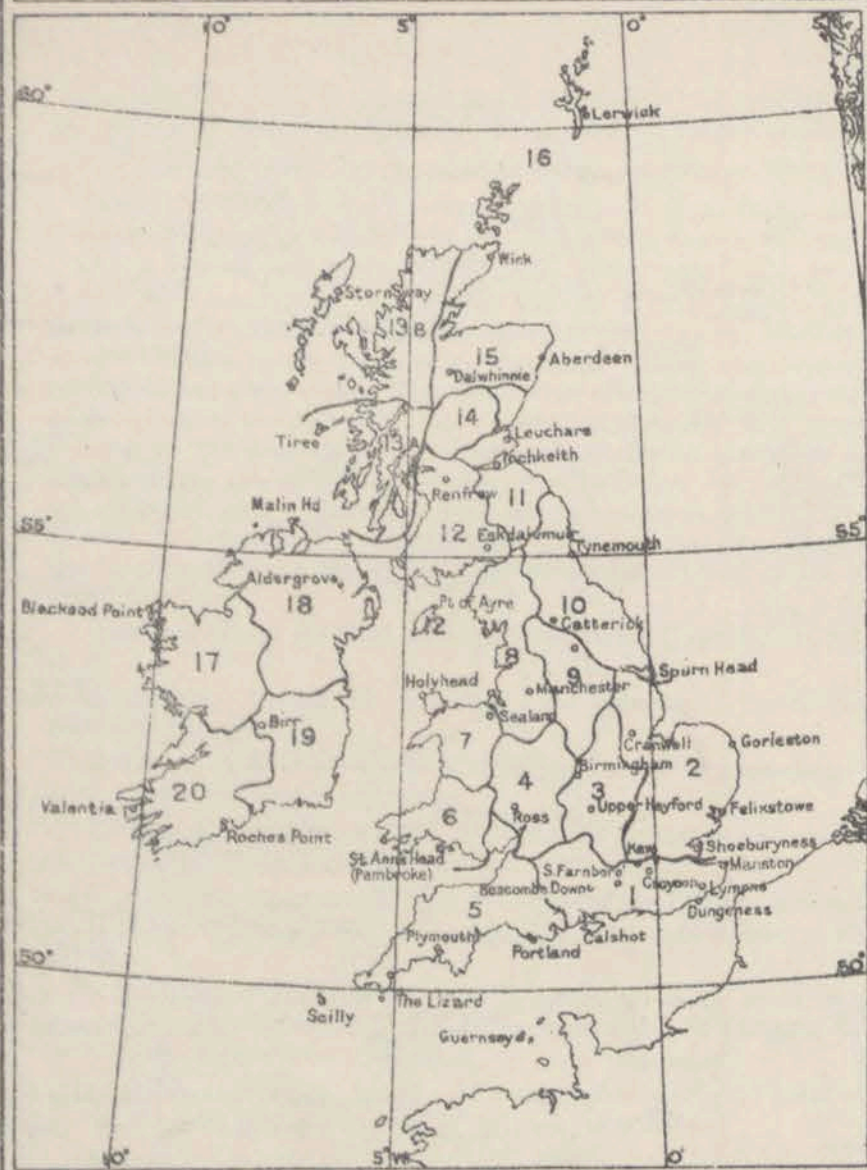 10°
5°
0°
60°
Lerwick
16
Wick
Stornoway
13B
15
Aberdeen
Dalwhinnie
14
Tiree
Leuchars
13A
Inchkeith
Renfrew
11
Malin Hd
55°
12
Eskdalemuir
Tynemouth
55°
Aldergrove
18
Pt of Ayre
10
Blacksod Point
12
Catterick
17
8
9
Spurn Head
Holyhead
Manchester
Sealand
Birr
19
7
Cranwell
Gorleston
Birmingham
2
20
4
3
Upper Heyford
Felixstowe
Valentia
6
Ross
Roches Point
Shoeburyness
St Anns Head
(Pembroke)
Kew
Manston
S. Farnboro
Croydon
Lympne
Boscombe Down
1
5
Dungeness
Plymouth
Calshot
Portland
50°
50°
The Lizard
Scilly
Guernsey
10°
5°W
0°